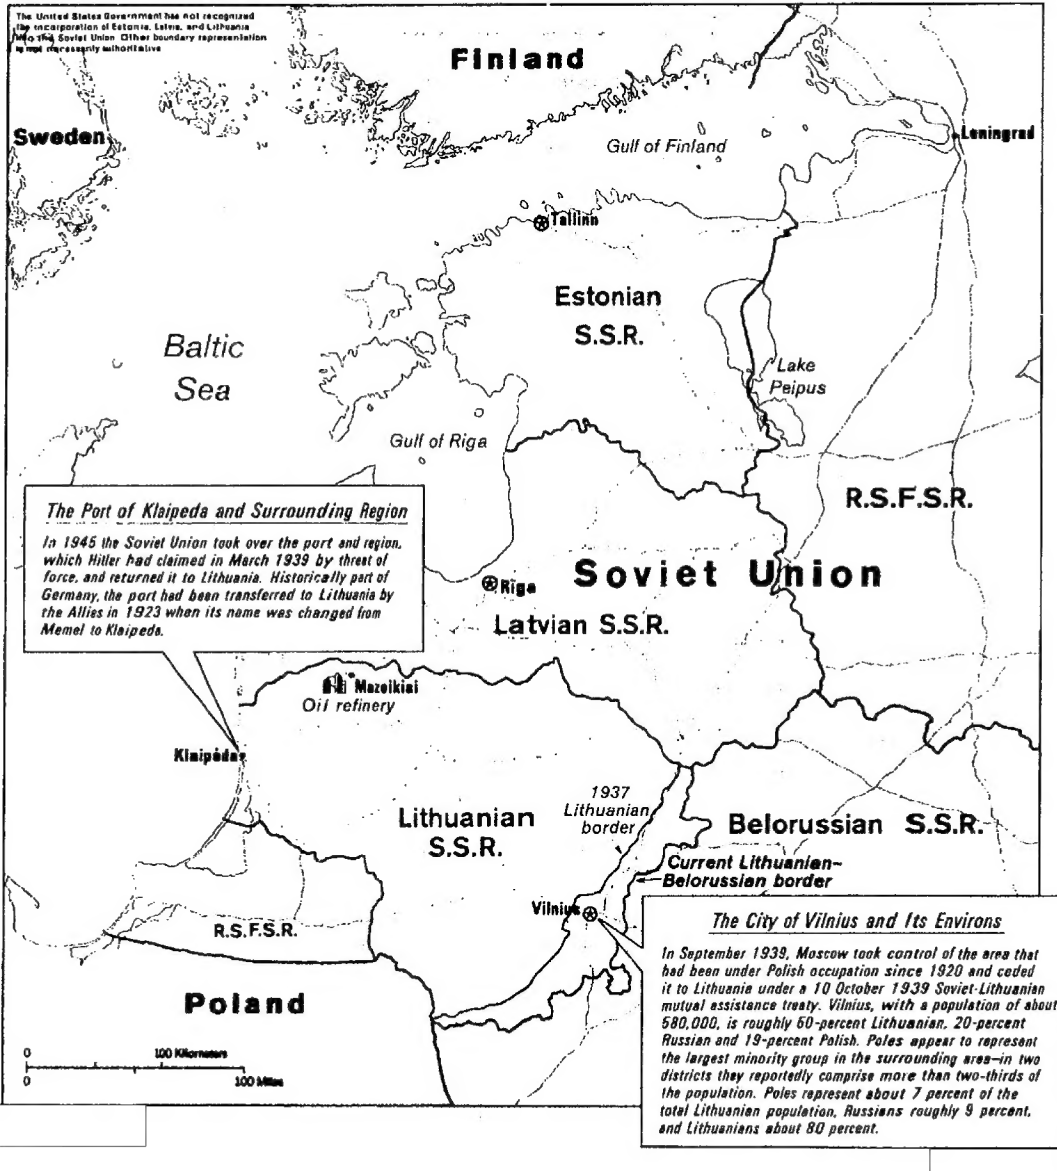 The United States Government has not recognized
the incorporation of Estonia, Latvia, and Lithuania
into the Soviet Union Other boundary representation
is not necessarily authoritative
Finland
Sweden
Leningrad
Gulf of Finland
Tallinn
Estonian
S.S.R.
Baltic
Sea
Lake
Peipus
Gulf of Riga
R.S.F.S.R.
The Port of Klaipeda and Surrounding Region
In 1945 the Soviet Union took over the port and region,
which Hitler had claimed in March 1939 by threat of
force, and returned it to Lithuania. Historically part of
Germany, the port had been transferred to Lithuania by
the Allies in 1923 when its name was changed from
Memel to Klaipeda.
Soviet Union
Rīga
Latvian S.S.R.
Mazeikiai
Oil refinery
Klaipėda
1937
Lithuanian
border
Lithuanian
S.S.R.
Belorussian S.S.R.
Current Lithuanian–
Belorussian border
Vilnius
R.S.F.S.R.
The City of Vilnius and Its Environs
In September 1939, Moscow took control of the area that
had been under Polish occupation since 1920 and ceded
it to Lithuania under a 10 October 1939 Soviet-Lithuanian
mutual assistance treaty. Vilnius, with a population of about
580,000, is roughly 50-percent Lithuanian, 20-percent
Russian and 19-percent Polish. Poles appear to represent
the largest minority group in the surrounding area—in two
districts they reportedly comprise more than two-thirds of
the population. Poles represent about 7 percent of the
total Lithuanian population, Russians roughly 9 percent,
and Lithuanians about 80 percent.
Poland
0 100 Kilometers
0 100 Miles